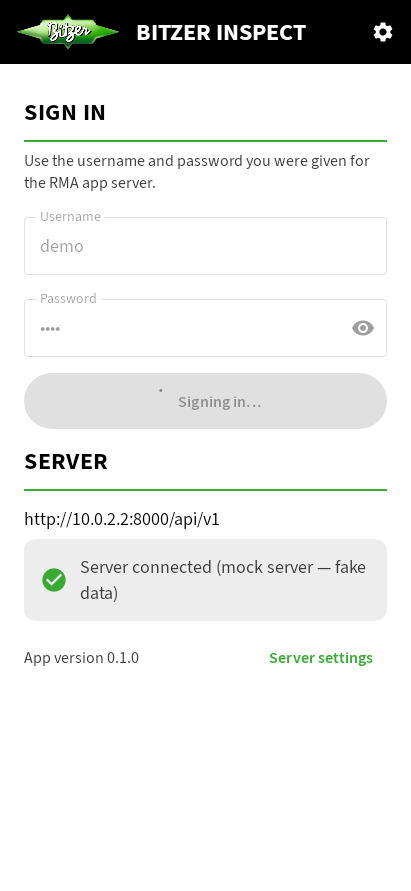 Bitzer
BITZER INSPECT
SIGN IN
Use the username and password you were given for
the RMA app server.
Username
demo
Password
••••
Signing in…
SERVER
http://10.0.2.2:8000/api/v1
Server connected (mock server — fake
data)
App version 0.1.0
Server settings